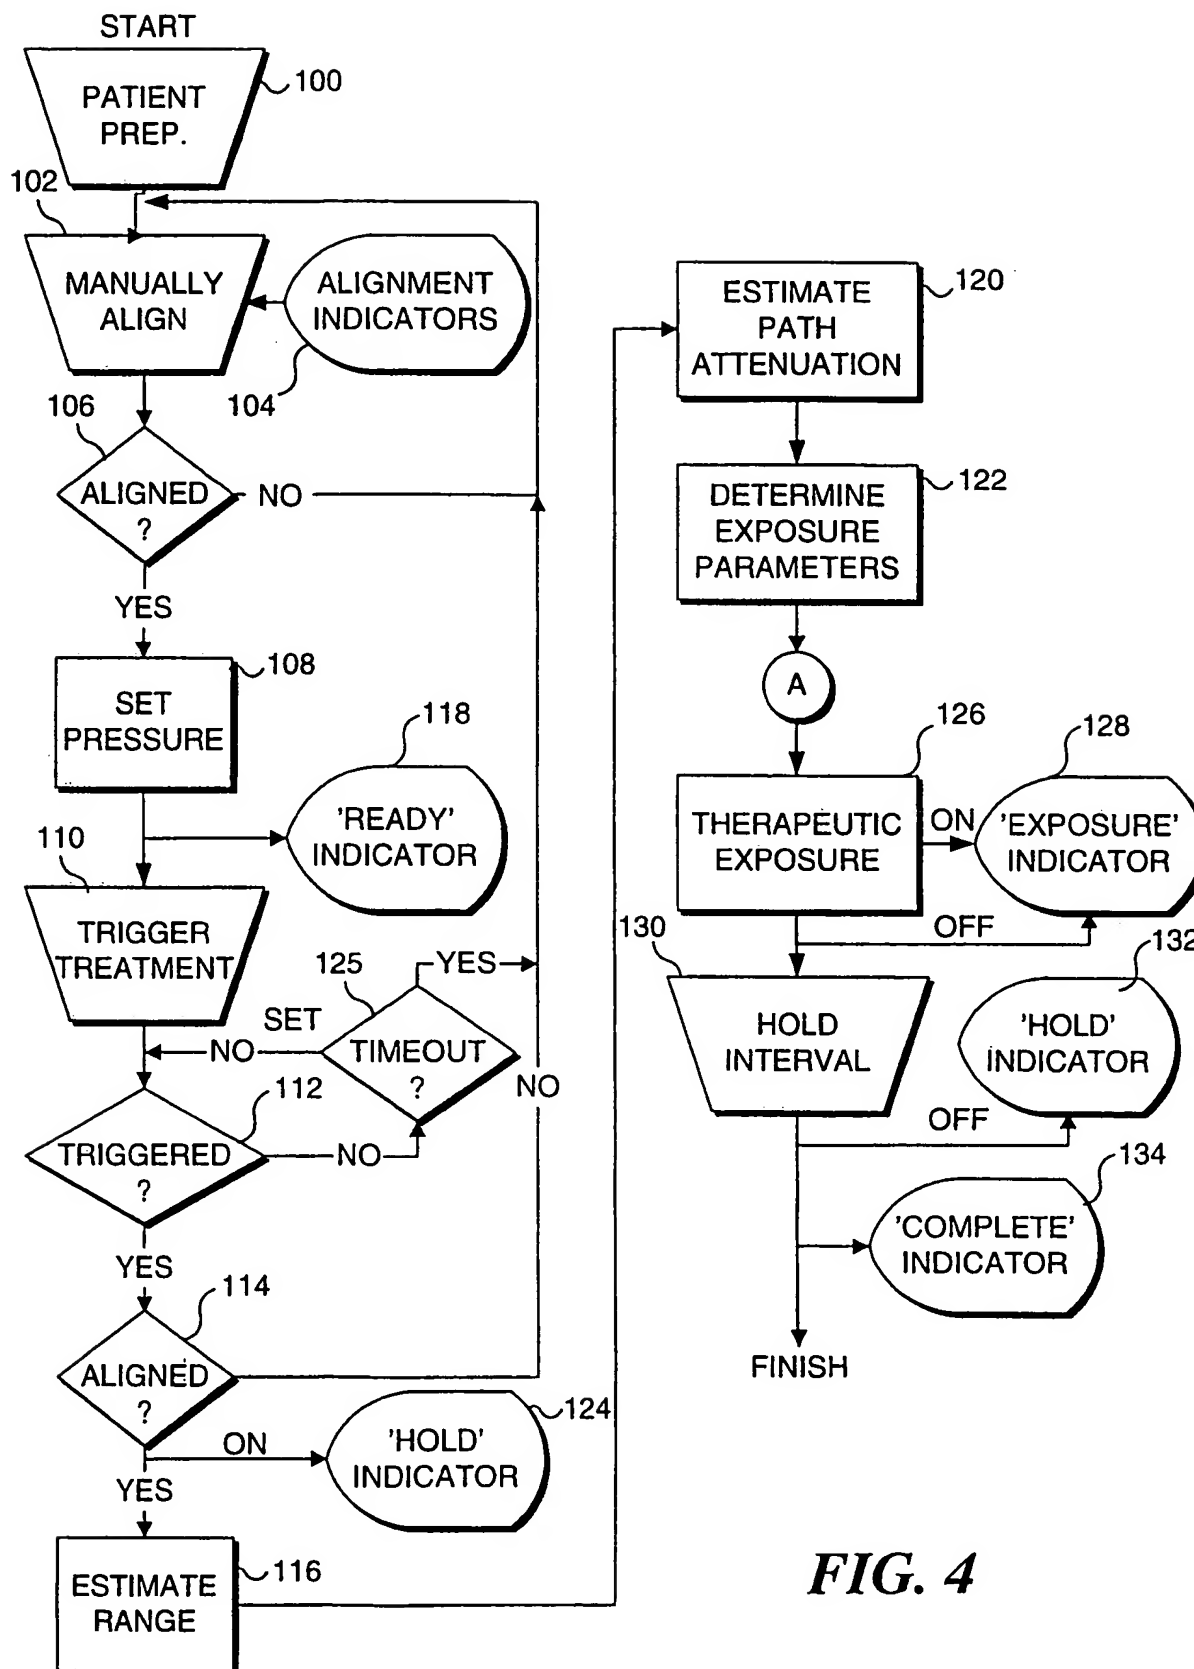 START
PATIENT
PREP.
100
102
MANUALLY
ALIGN
ALIGNMENT
INDICATORS
104
106
ALIGNED
?
NO
YES
SET
PRESSURE
108
118
'READY'
INDICATOR
110
TRIGGER
TREATMENT
125
YES
SET
NO
TIMEOUT
?
NO
112
TRIGGERED
?
NO
YES
114
ALIGNED
?
ON
124
'HOLD'
INDICATOR
YES
ESTIMATE
RANGE
116
ESTIMATE
PATH
ATTENUATION
120
DETERMINE
EXPOSURE
PARAMETERS
122
A
126
128
THERAPEUTIC
EXPOSURE
ON
'EXPOSURE'
INDICATOR
OFF
130
132
HOLD
INTERVAL
'HOLD'
INDICATOR
OFF
134
'COMPLETE'
INDICATOR
FINISH
FIG. 4